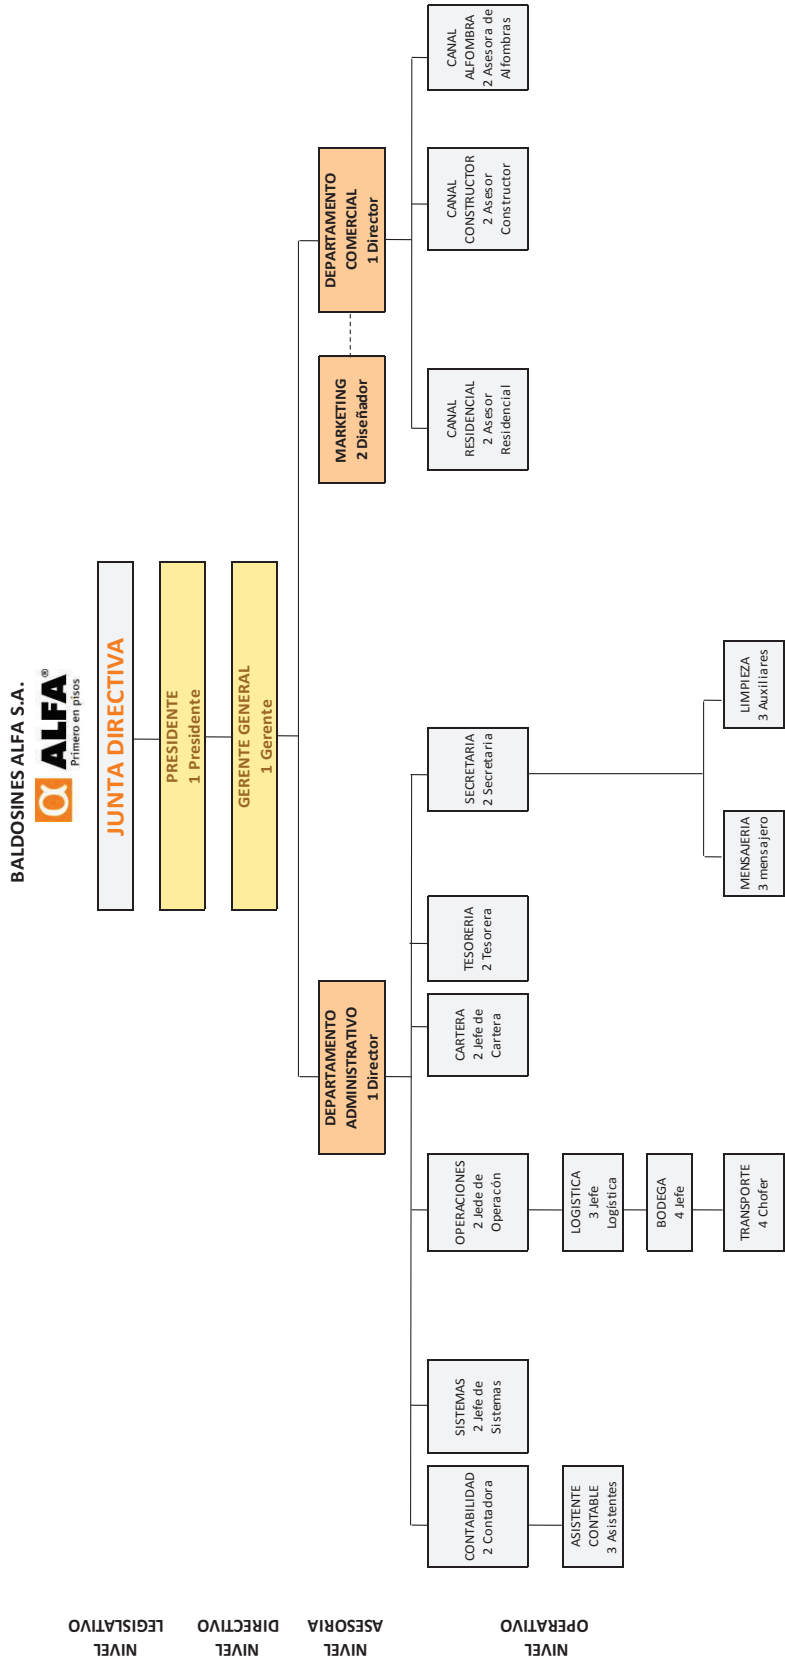 BALDOSINES ALFA S.A.
α ALFA®
Primero en pisos
JUNTA DIRECTIVA
PRESIDENTE
1 Presidente
GERENTE GENERAL
1 Gerente
DEPARTAMENTO
ADMINISTRATIVO
1 Director
MARKETING
2 Diseñador
DEPARTAMENTO
COMERCIAL
1 Director
CONTABILIDAD
2 Contadora
SISTEMAS
2 Jefe de
Sistemas
OPERACIONES
2 Jede de
Operacón
CARTERA
2 Jefe de
Cartera
TESORERIA
2 Tesorera
SECRETARIA
2 Secretaria
CANAL
RESIDENCIAL
2 Asesor
Residencial
CANAL
CONSTRUCTOR
2 Asesor
Constructor
CANAL
ALFOMBRA
2 Asesora de
Alfombras
ASISTENTE
CONTABLE
3 Asistentes
LOGISTICA
3 Jefe
Logística
BODEGA
4 Jefe
TRANSPORTE
4 Chofer
MENSAJERIA
3 mensajero
LIMPIEZA
3 Auxiliares
NIVEL
LEGISLATIVO
NIVEL
DIRECTIVO
NIVEL
ASESORIA
NIVEL
OPERATIVO